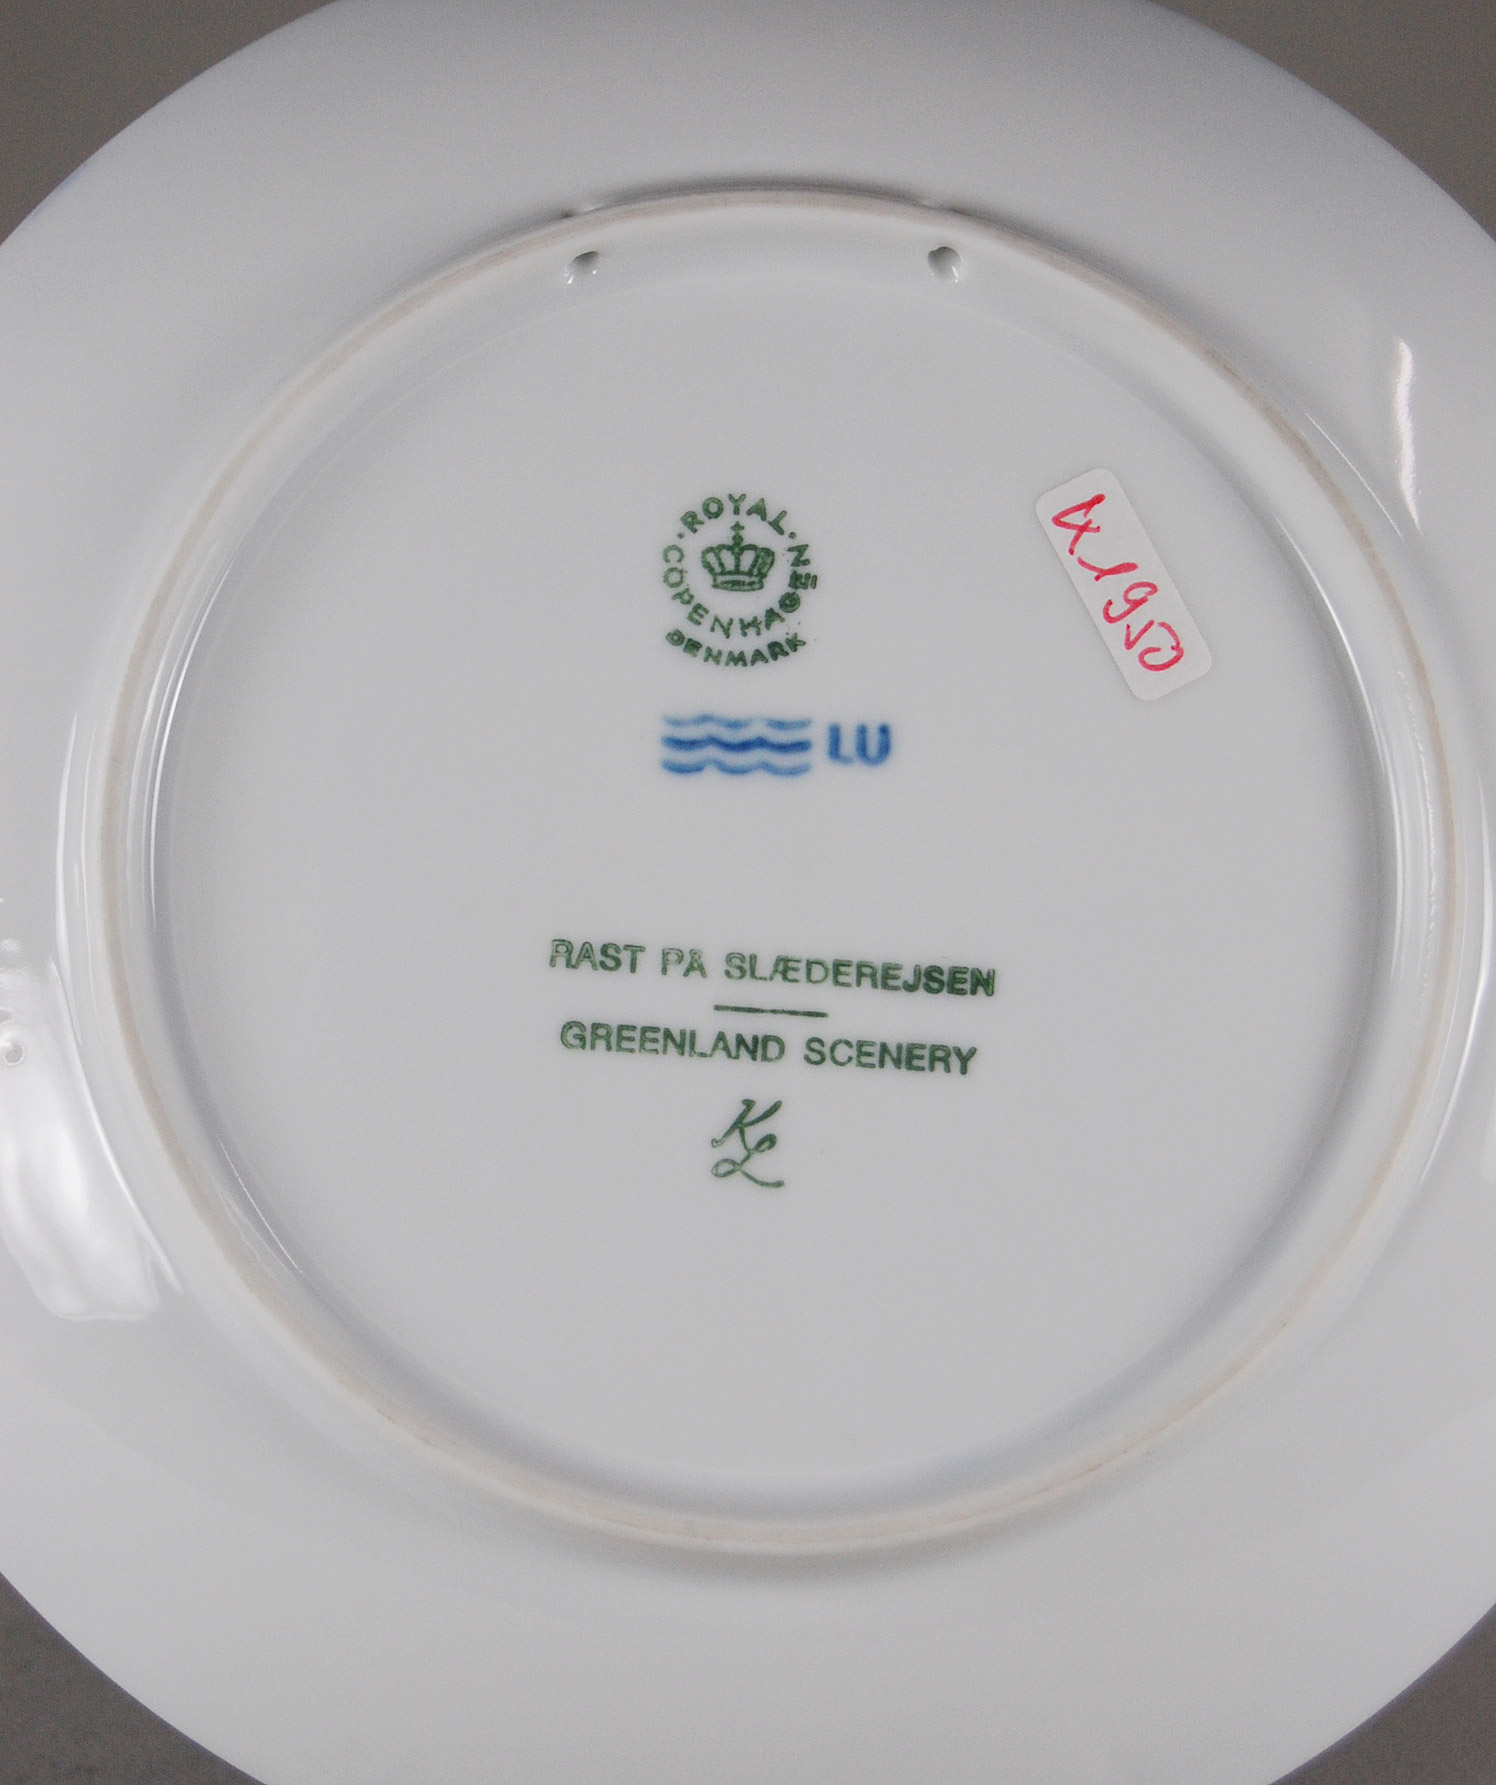 ROYAL
COPENHAGEN
DENMARK
LU
RAST PÅ SLÆDEREJSEN
GREENLAND SCENERY
KL